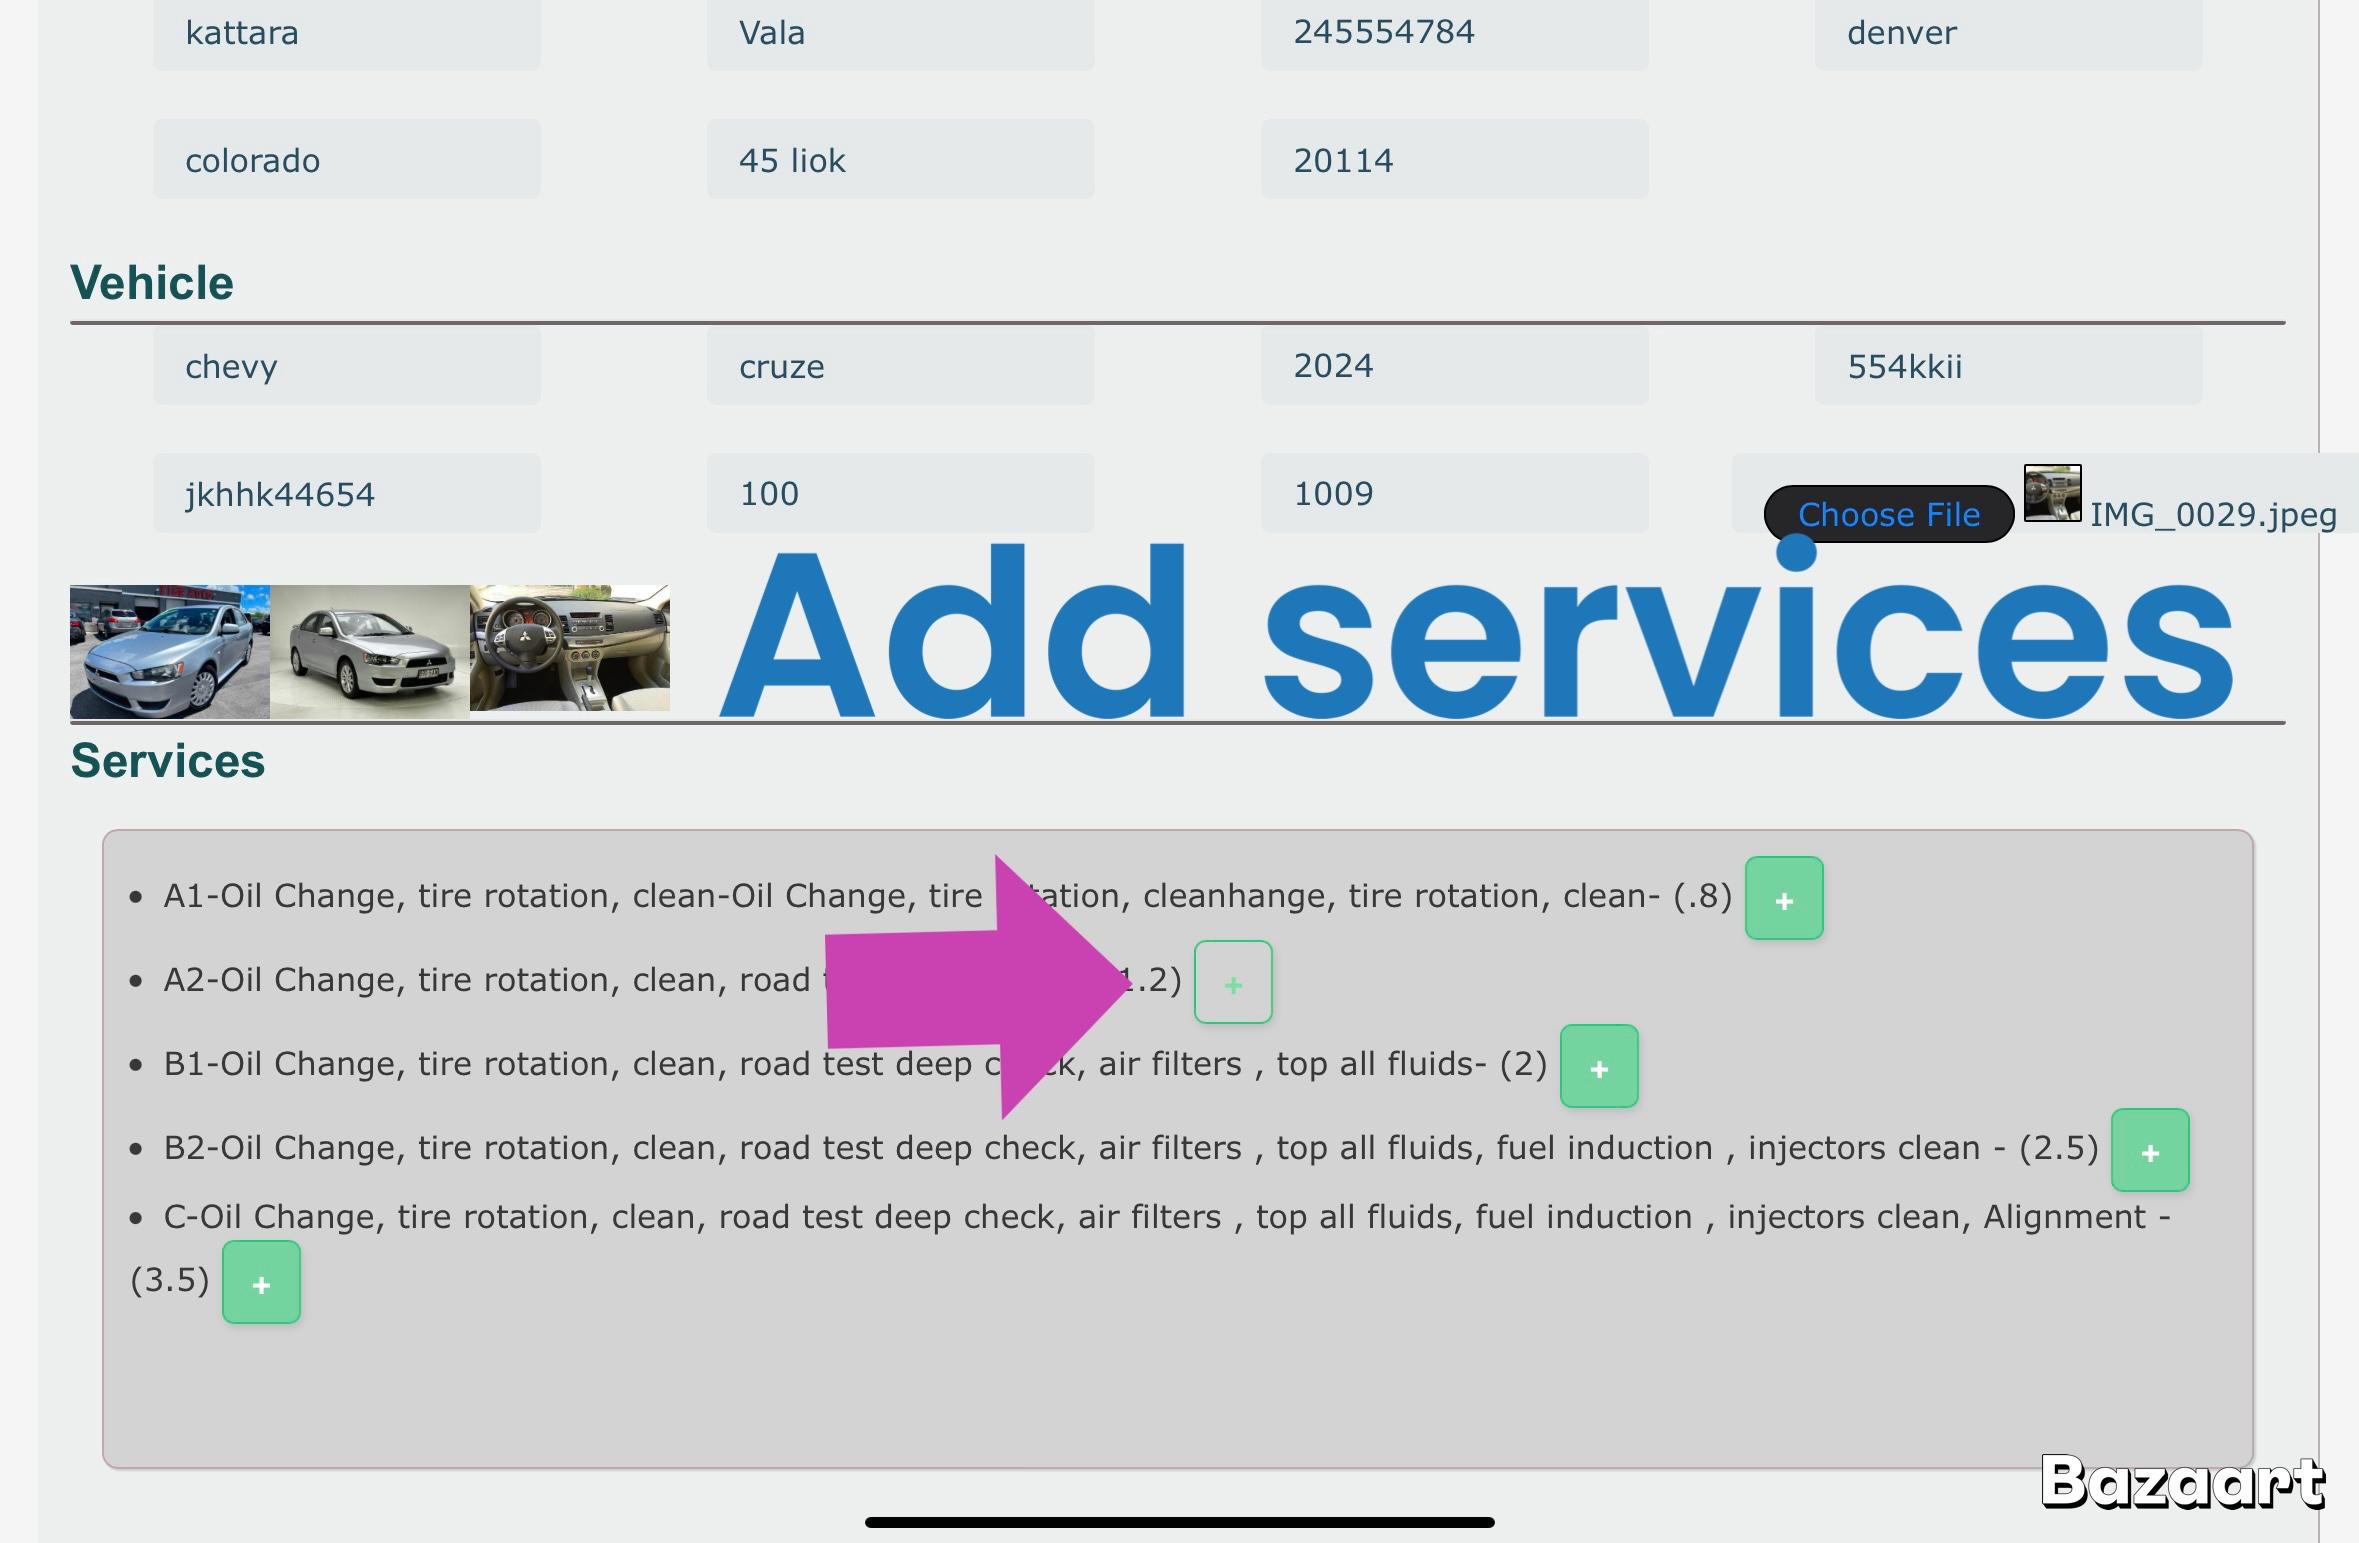 kattara Vala 245554784 denver
colorado 45 liok 20114
Vehicle
chevy cruze 2024 554kkii
jkhhk44654 100 1009 Choose File IMG_0029.jpeg
Add services
Services
• A1-Oil Change, tire rotation, clean-Oil Change, tire tation, cleanhange, tire rotation, clean- (.8) +
• A2-Oil Change, tire rotation, clean, road 1.2) +
• B1-Oil Change, tire rotation, clean, road test deep k, air filters , top all fluids- (2) +
• B2-Oil Change, tire rotation, clean, road test deep check, air filters , top all fluids, fuel induction , injectors clean - (2.5) +
• C-Oil Change, tire rotation, clean, road test deep check, air filters , top all fluids, fuel induction , injectors clean, Alignment -
(3.5) +
Bazaart